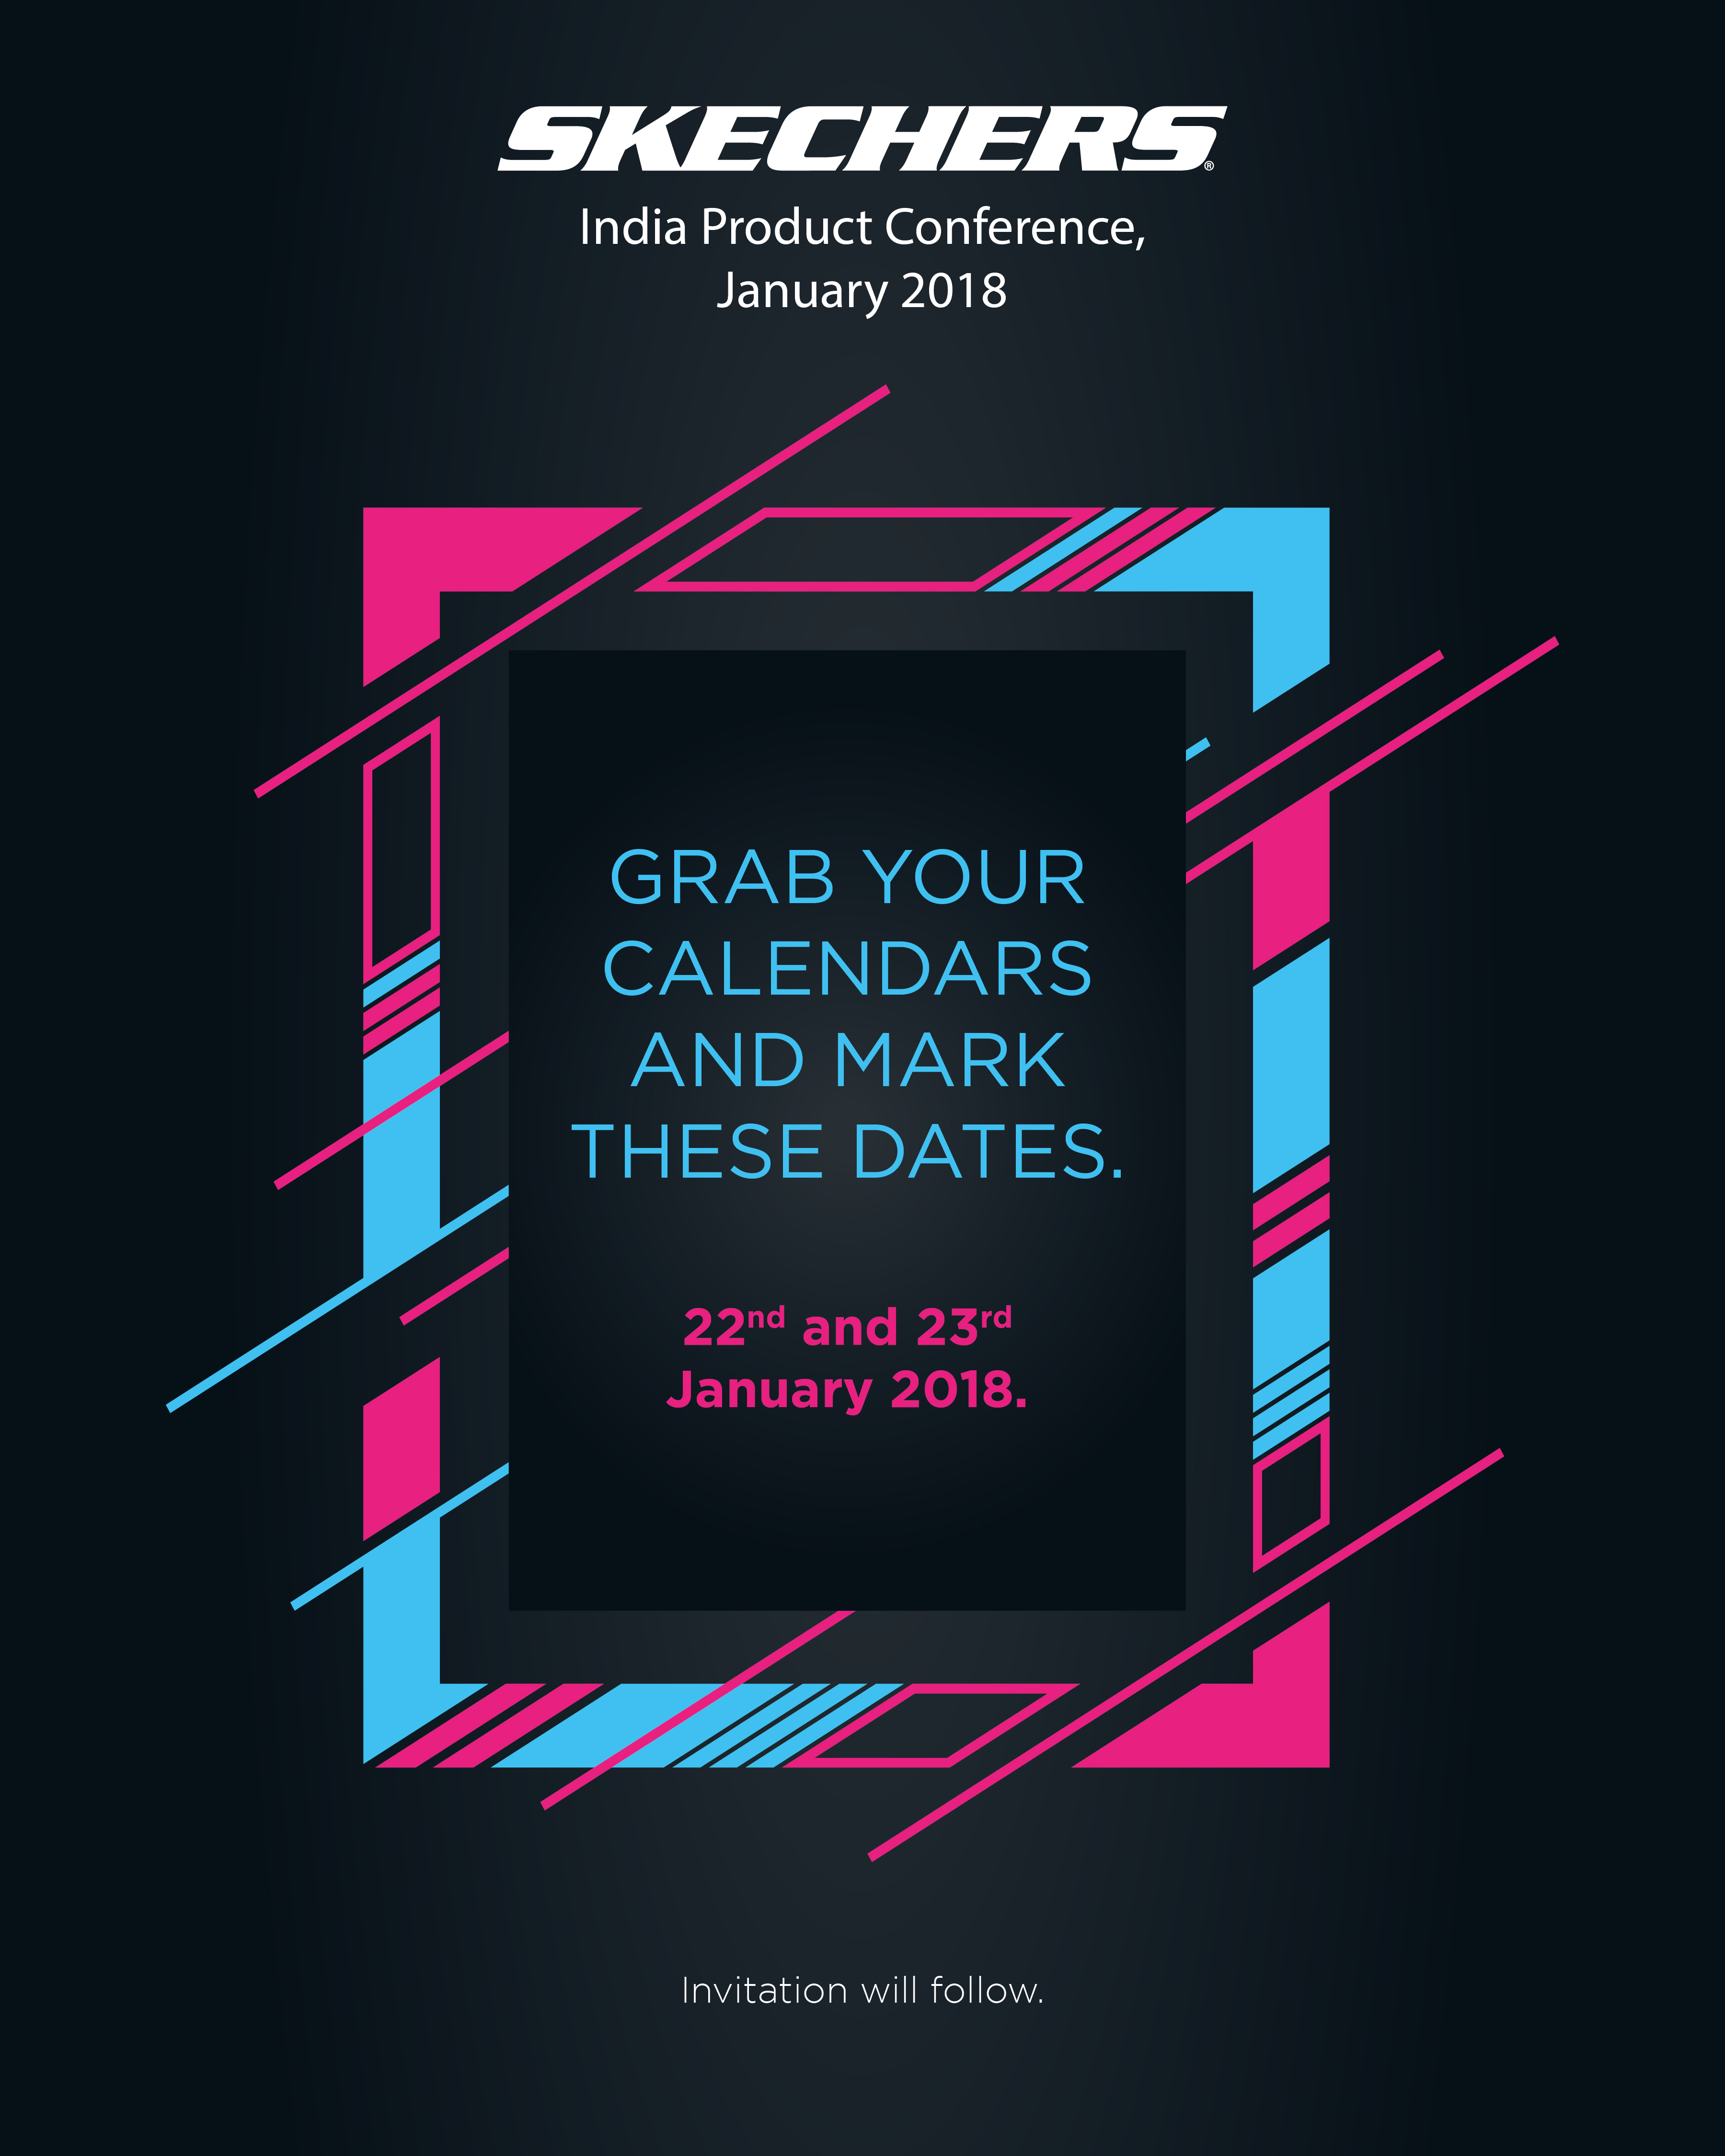 SKECHERS®
India Product Conference,
January 2018
GRAB YOUR
CALENDARS
AND MARK
THESE DATES.
22nd and 23rd
January 2018.
Invitation will follow.